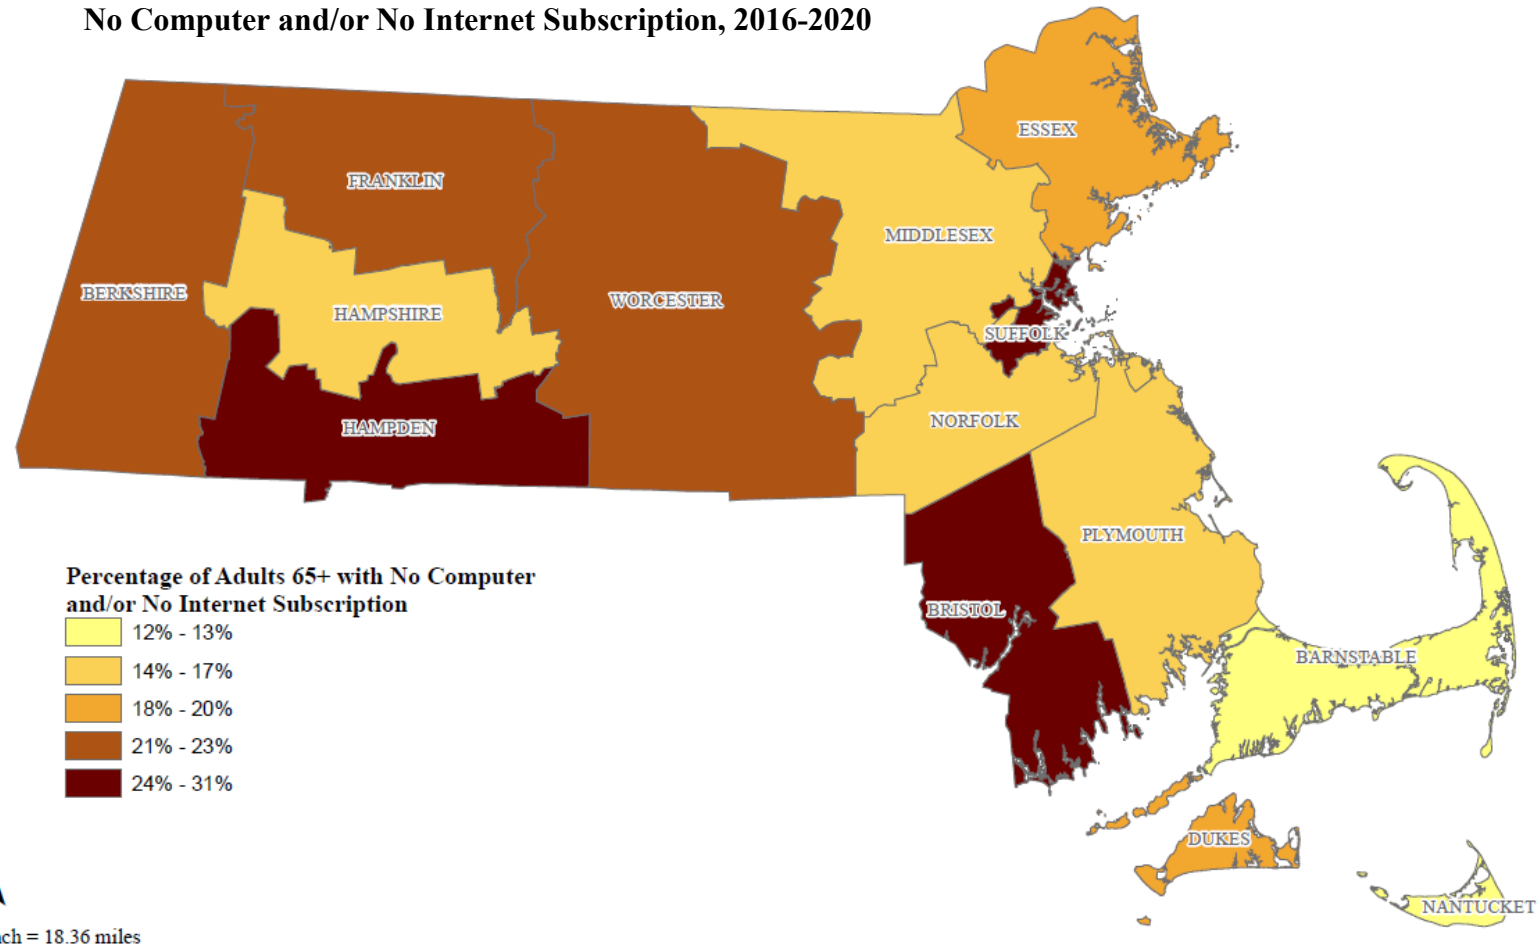 No Computer and/or No Internet Subscription, 2016-2020
ESSEX
FRANKLIN
MIDDLESEX
BERKSHIRE
WORCESTER
HAMPSHIRE
SUFFOLK
NORFOLK
HAMPDEN
PLYMOUTH
BRISTOL
BARNSTABLE
DUKES
NANTUCKET
Percentage of Adults 65+ with No Computer
and/or No Internet Subscription
12% - 13%
14% - 17%
18% - 20%
21% - 23%
24% - 31%
= 18.36 miles